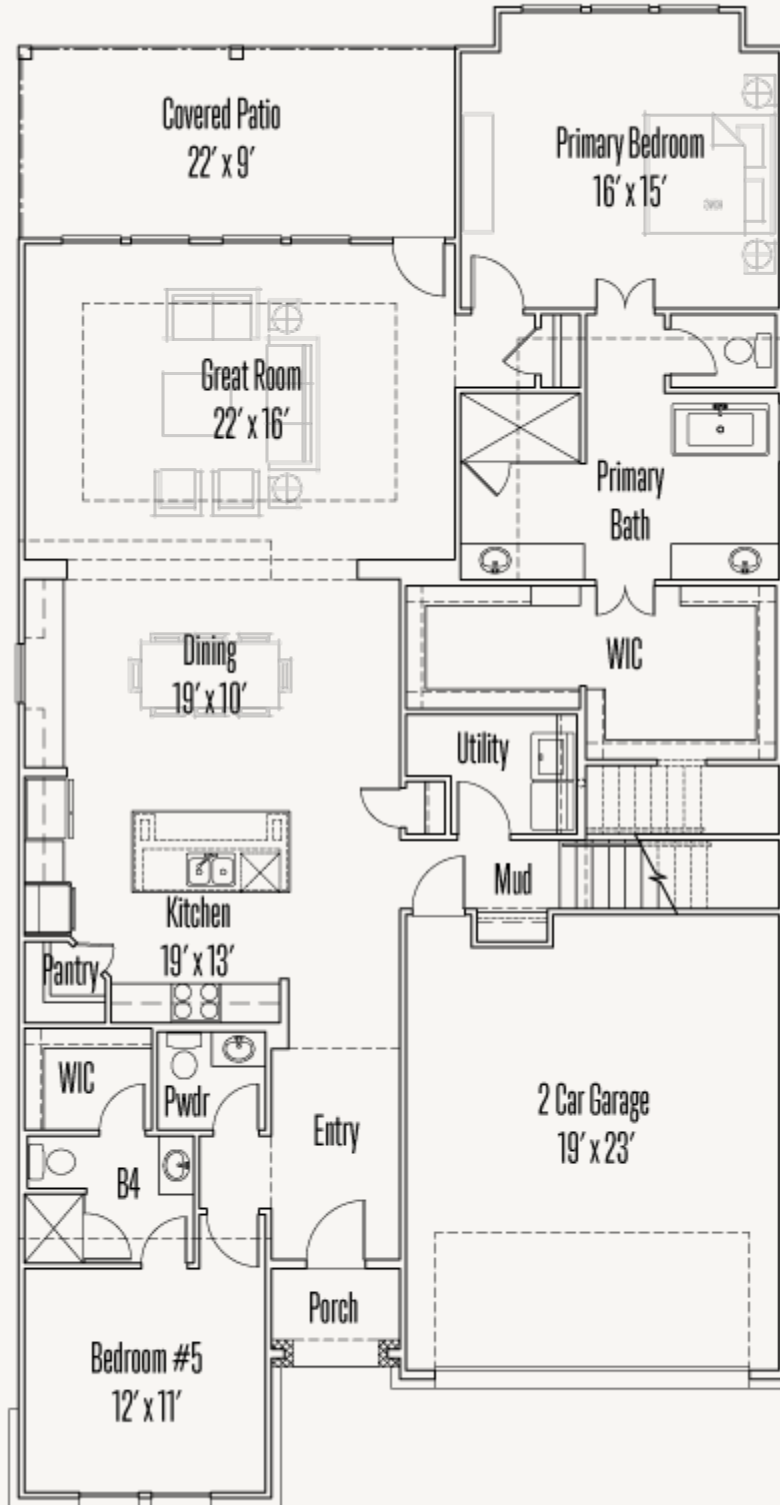 Covered Patio
22' x 9'
Primary Bedroom
16' x 15'
Great Room
22' x 16'
Primary
Bath
Dining
19' x 10'
WIC
Utility
Mud
Kitchen
19' x 13'
Pantry
WIC
Pwdr
Entry
2 Car Garage
19' x 23'
B4
Porch
Bedroom #5
12' x 11'